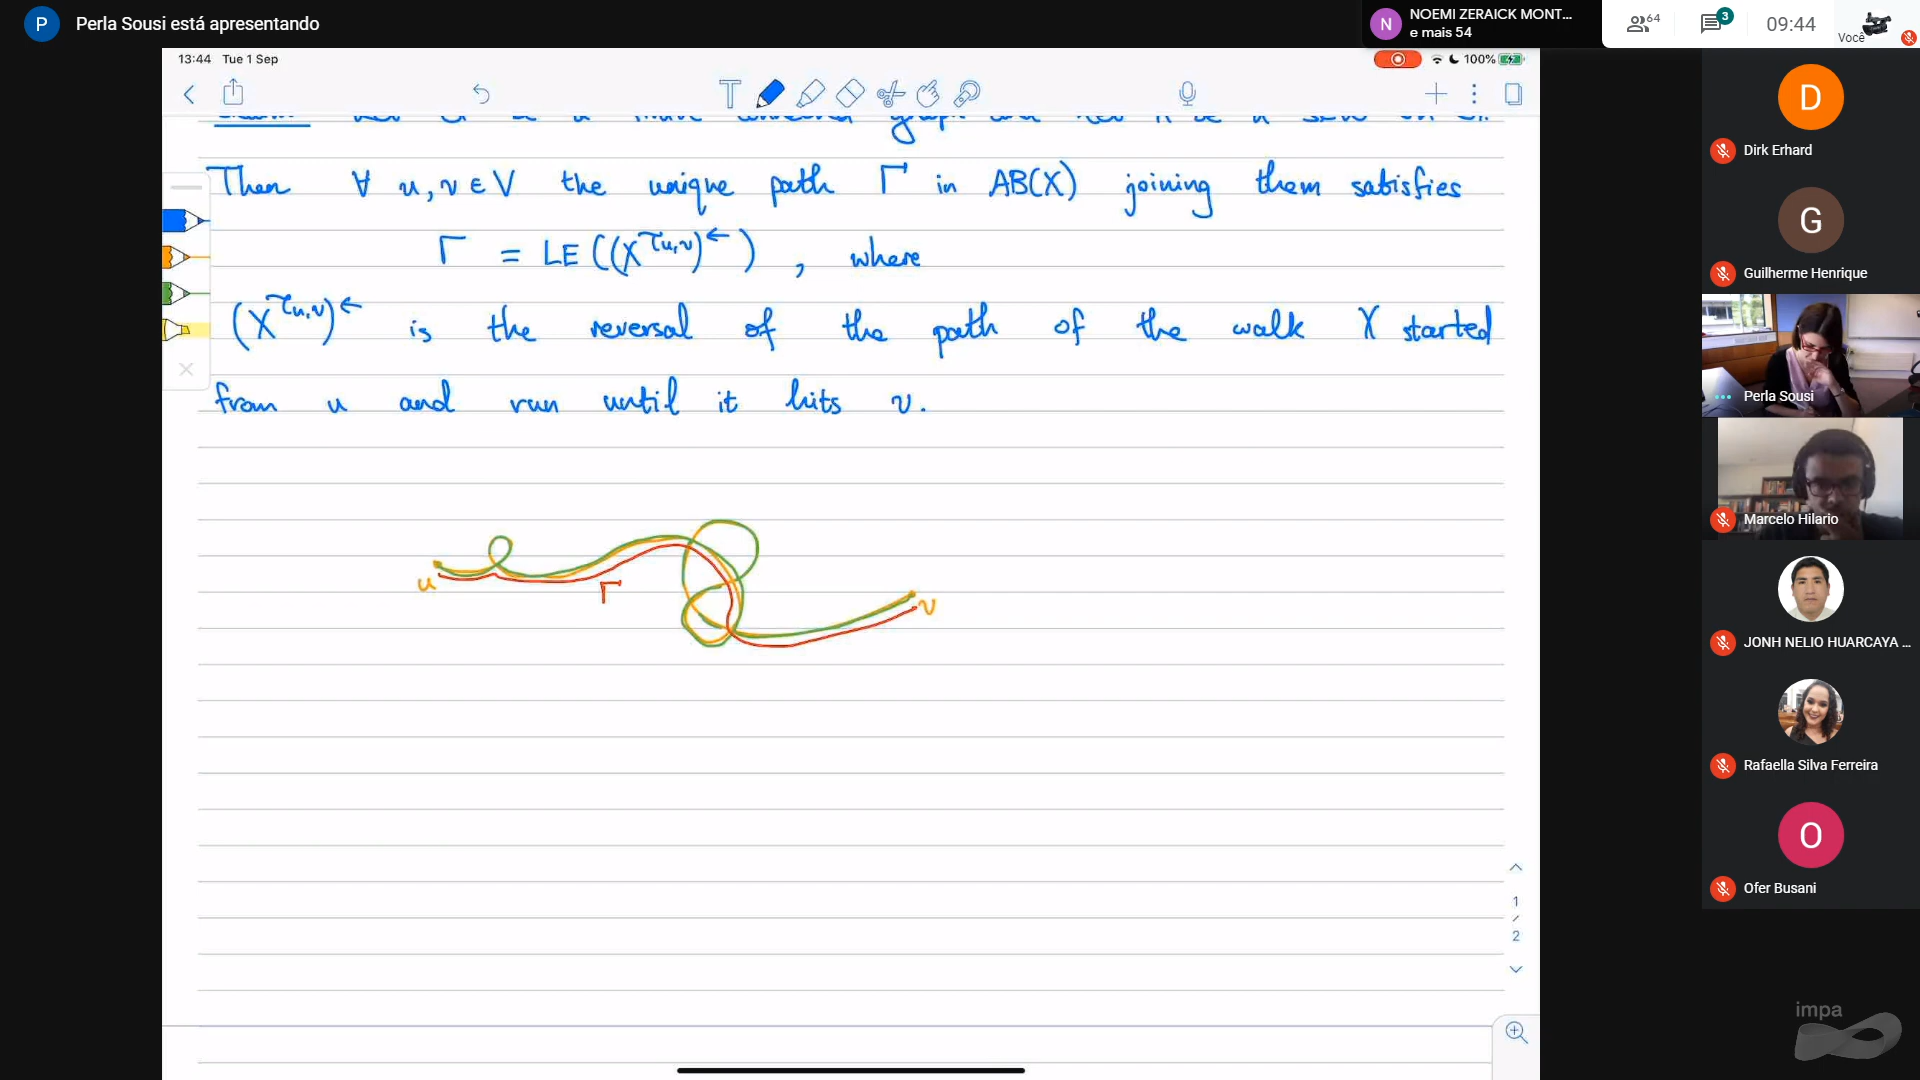 P Perla Sousi está apresentando
N NOEMI ZERAICK MONT...
e mais 54
64
3
09:44
Você
13:44 Tue 1 Sep
100%
Then ∀ u, v ∈ V the unique path Γ in AB(X) joining them satisfies
Γ = LE((X^{τ_{u,v}})^←), where
(X^{τ_{u,v}})^← is the reversal of the path of the walk X started
from u and run until it hits v.
u
Γ
v
1
/
2
D
Dirk Erhard
G
Guilherme Henrique
Perla Sousi
Marcelo Hilario
JONH NELIO HUARCAYA ...
Rafaella Silva Ferreira
O
Ofer Busani
impa